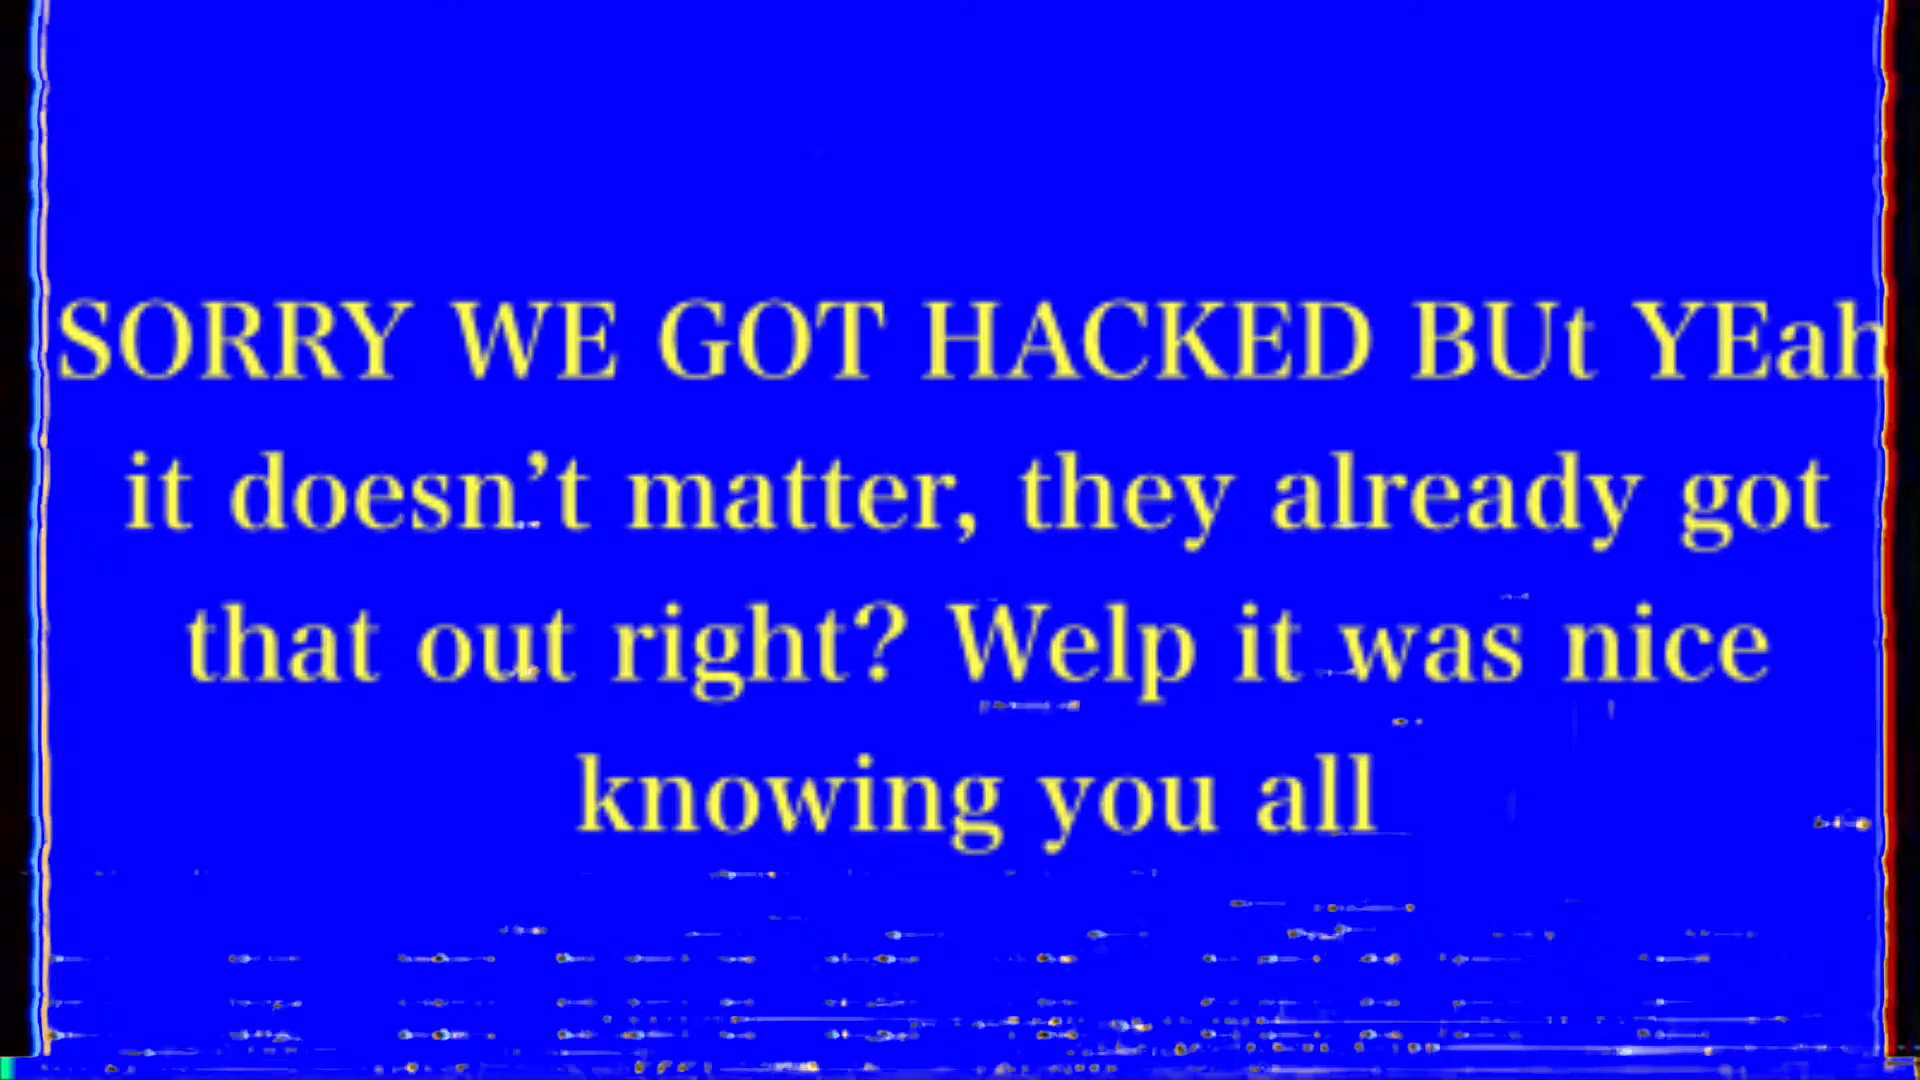 SORRY WE GOT HACKED BUt YEah
it doesn’t matter, they already got
that out right? Welp it was nice
knowing you all